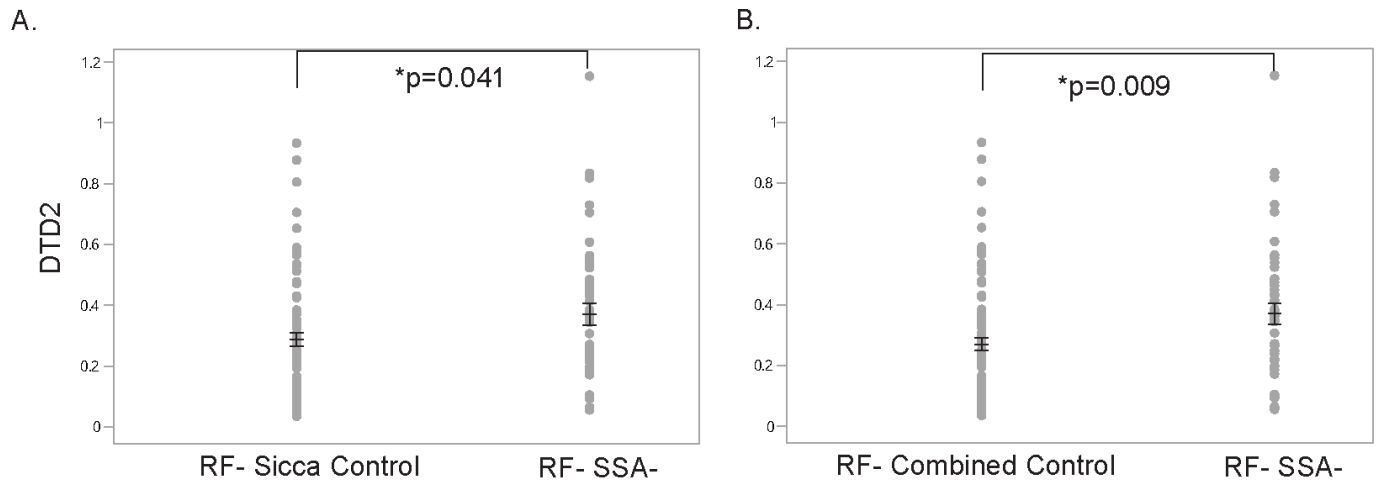 A.
B.
1.2
1
0.8
0.6
0.4
0.2
0
DTD2
*p=0.041
RF- Sicca Control
RF- SSA-
1.2
1
0.8
0.6
0.4
0.2
0
*p=0.009
RF- Combined Control
RF- SSA-